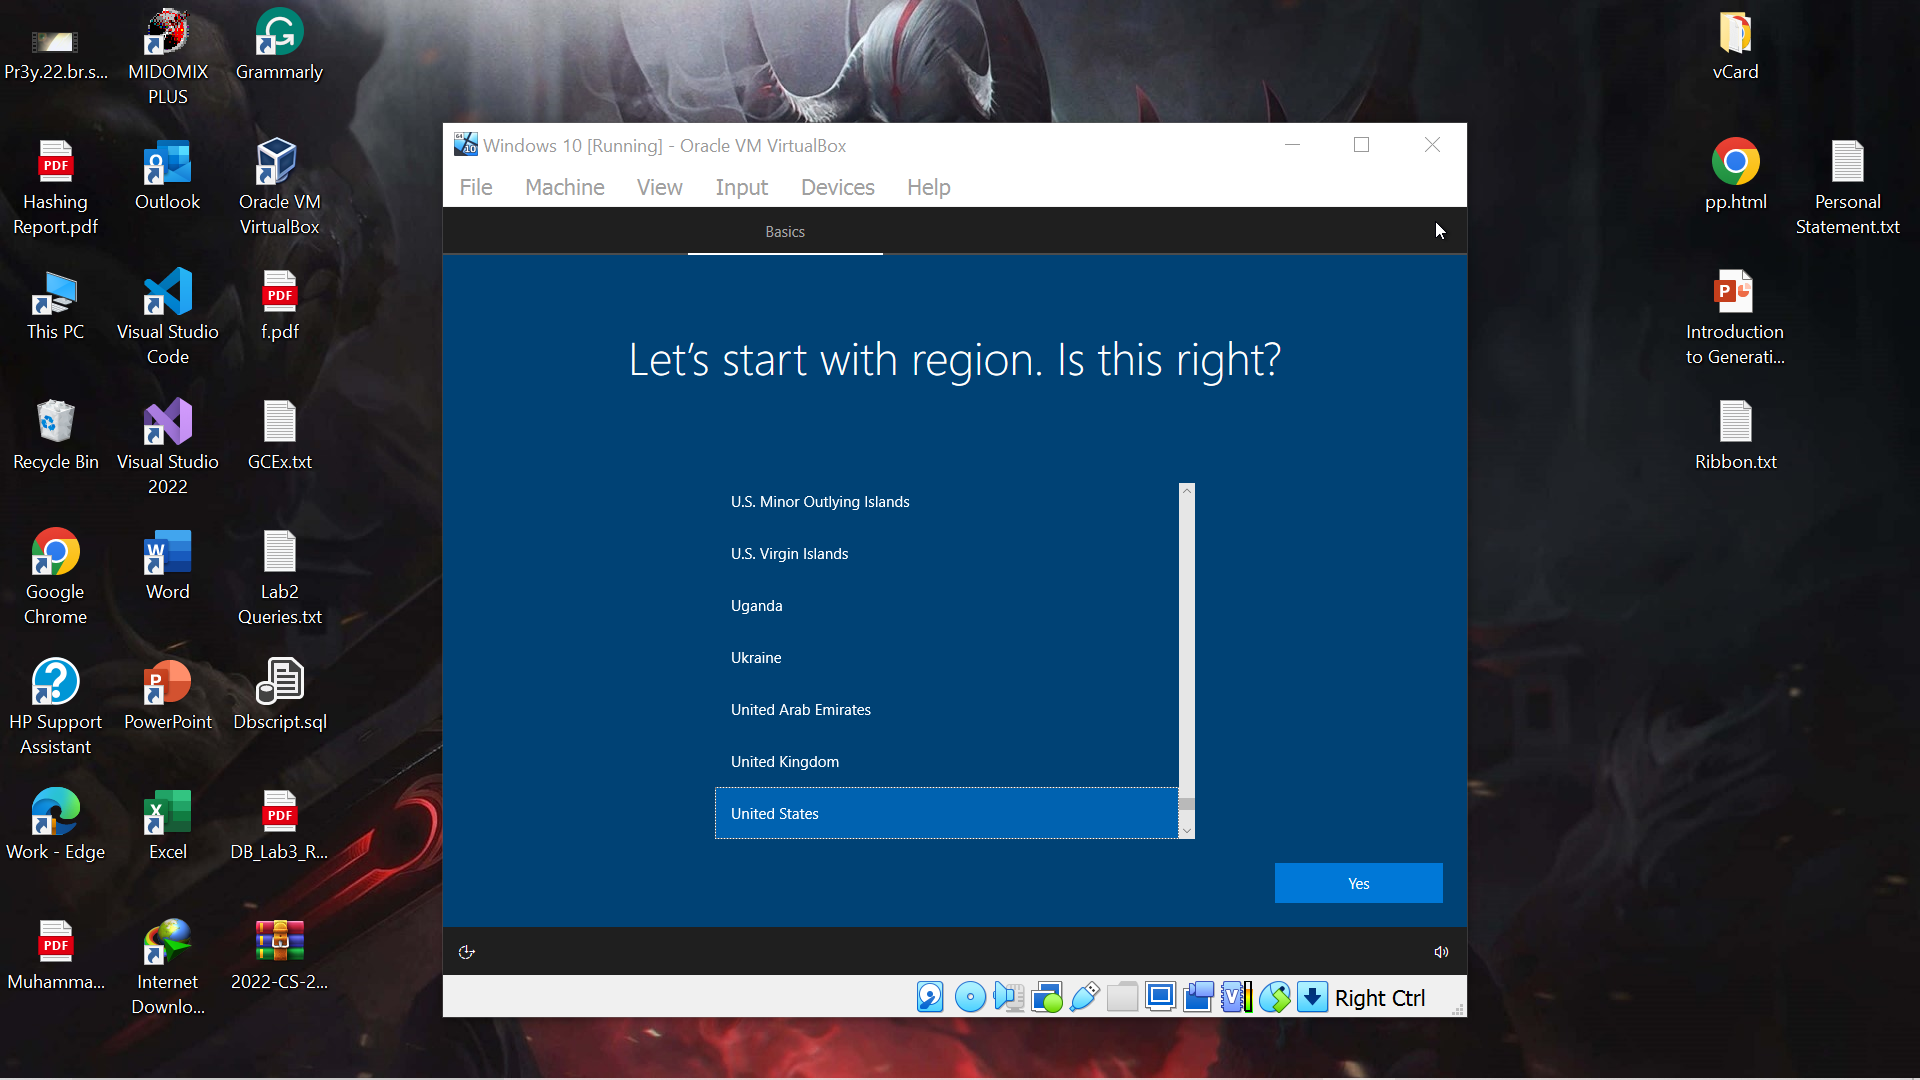 Pr3y.22.br.s...
MIDOMIX
PLUS
Grammarly
Hashing
Report.pdf
Outlook
Oracle VM
VirtualBox
This PC
Visual Studio
Code
f.pdf
Recycle Bin
Visual Studio
2022
GCEx.txt
Google
Chrome
Word
Lab2
Queries.txt
HP Support
Assistant
PowerPoint
Dbscript.sql
Work - Edge
Excel
DB_Lab3_R...
Muhamma...
Internet
Downlo...
2022-CS-2...
Windows 10 [Running] - Oracle VM VirtualBox
File Machine View Input Devices Help
Basics
Let's start with region. Is this right?
U.S. Minor Outlying Islands
U.S. Virgin Islands
Uganda
Ukraine
United Arab Emirates
United Kingdom
United States
Yes
Right Ctrl
vCard
pp.html
Personal
Statement.txt
Introduction
to Generati...
Ribbon.txt